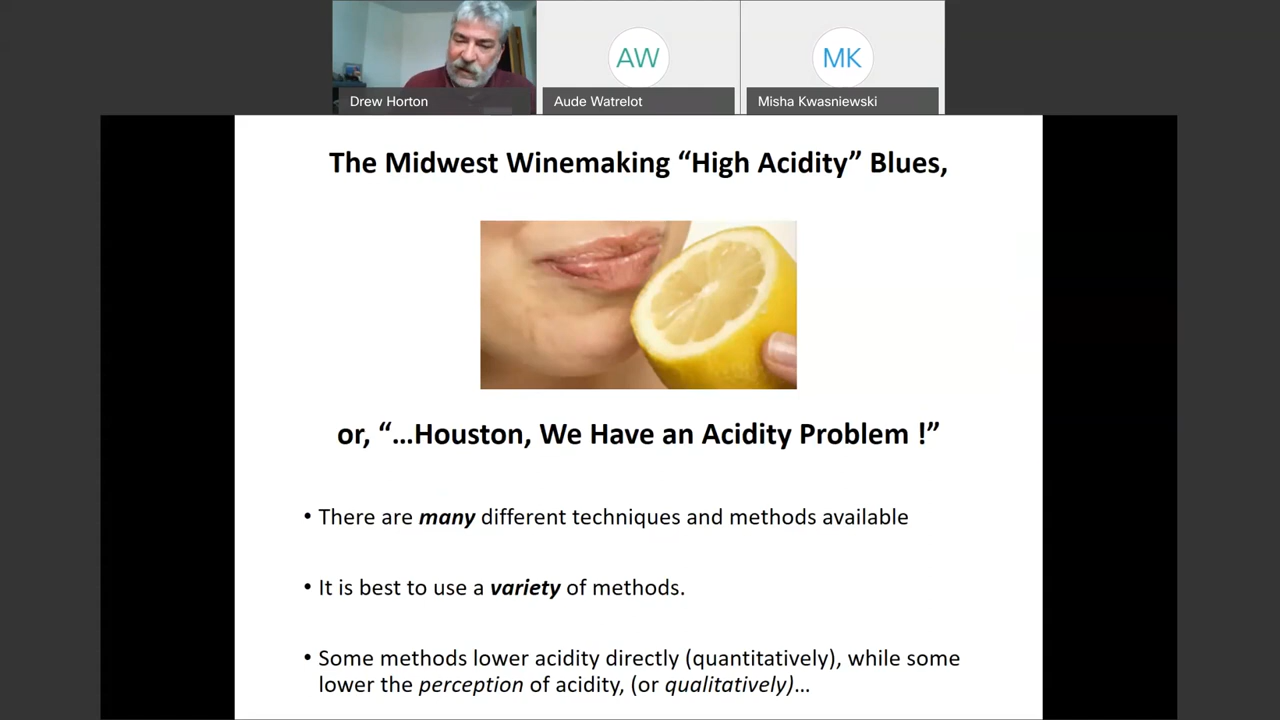 AW
MK
Drew Horton
Aude Watrelot
Misha Kwasniewski
The Midwest Winemaking “High Acidity” Blues,
or, “…Houston, We Have an Acidity Problem !”
• There are many different techniques and methods available
• It is best to use a variety of methods.
• Some methods lower acidity directly (quantitatively), while some
lower the perception of acidity, (or qualitatively)…